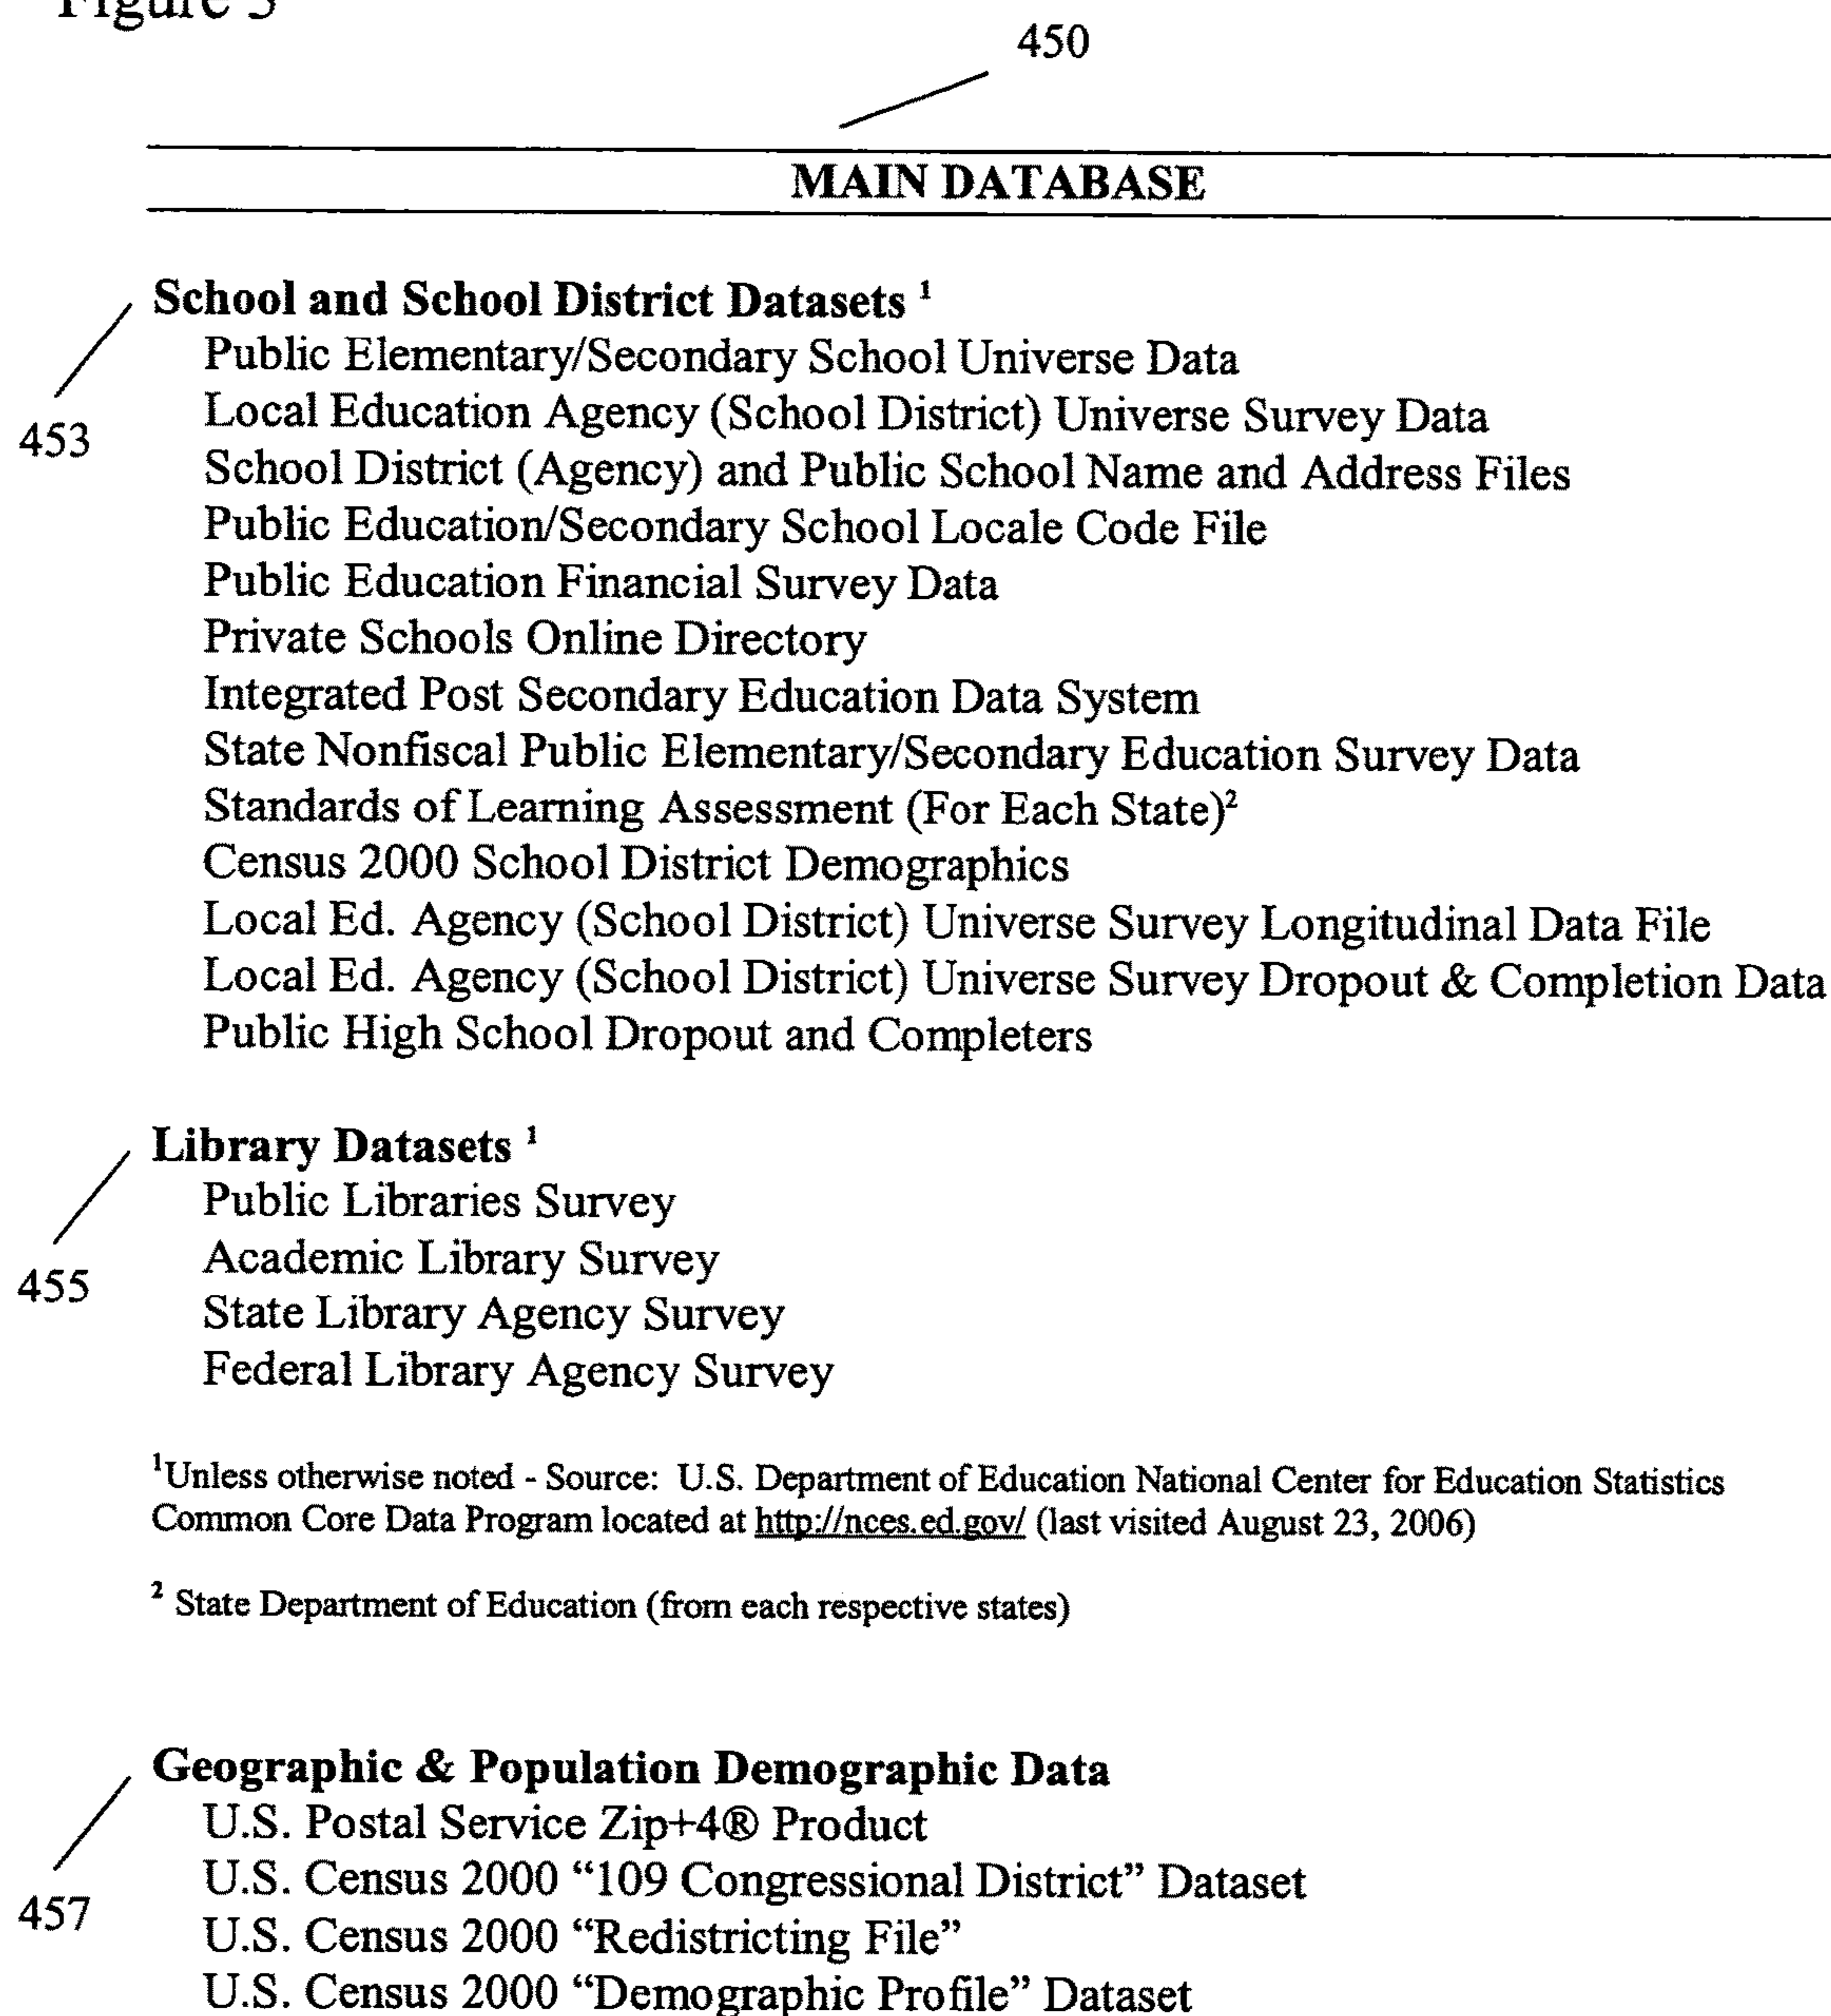 Figure 5
450
MAIN DATABASE
School and School District Datasets ¹
Public Elementary/Secondary School Universe Data
453
Local Education Agency (School District) Universe Survey Data
School District (Agency) and Public School Name and Address Files
Public Education/Secondary School Locale Code File
Public Education Financial Survey Data
Private Schools Online Directory
Integrated Post Secondary Education Data System
State Nonfiscal Public Elementary/Secondary Education Survey Data
Standards of Learning Assessment (For Each State)²
Census 2000 School District Demographics
Local Ed. Agency (School District) Universe Survey Longitudinal Data File
Local Ed. Agency (School District) Universe Survey Dropout & Completion Data
Public High School Dropout and Completers
Library Datasets ¹
Public Libraries Survey
Academic Library Survey
455
State Library Agency Survey
Federal Library Agency Survey
¹Unless otherwise noted - Source: U.S. Department of Education National Center for Education Statistics
Common Core Data Program located at http://nces.ed.gov/ (last visited August 23, 2006)
² State Department of Education (from each respective states)
Geographic & Population Demographic Data
U.S. Postal Service Zip+4® Product
U.S. Census 2000 “109 Congressional District” Dataset
457
U.S. Census 2000 “Redistricting File”
U.S. Census 2000 “Demographic Profile” Dataset